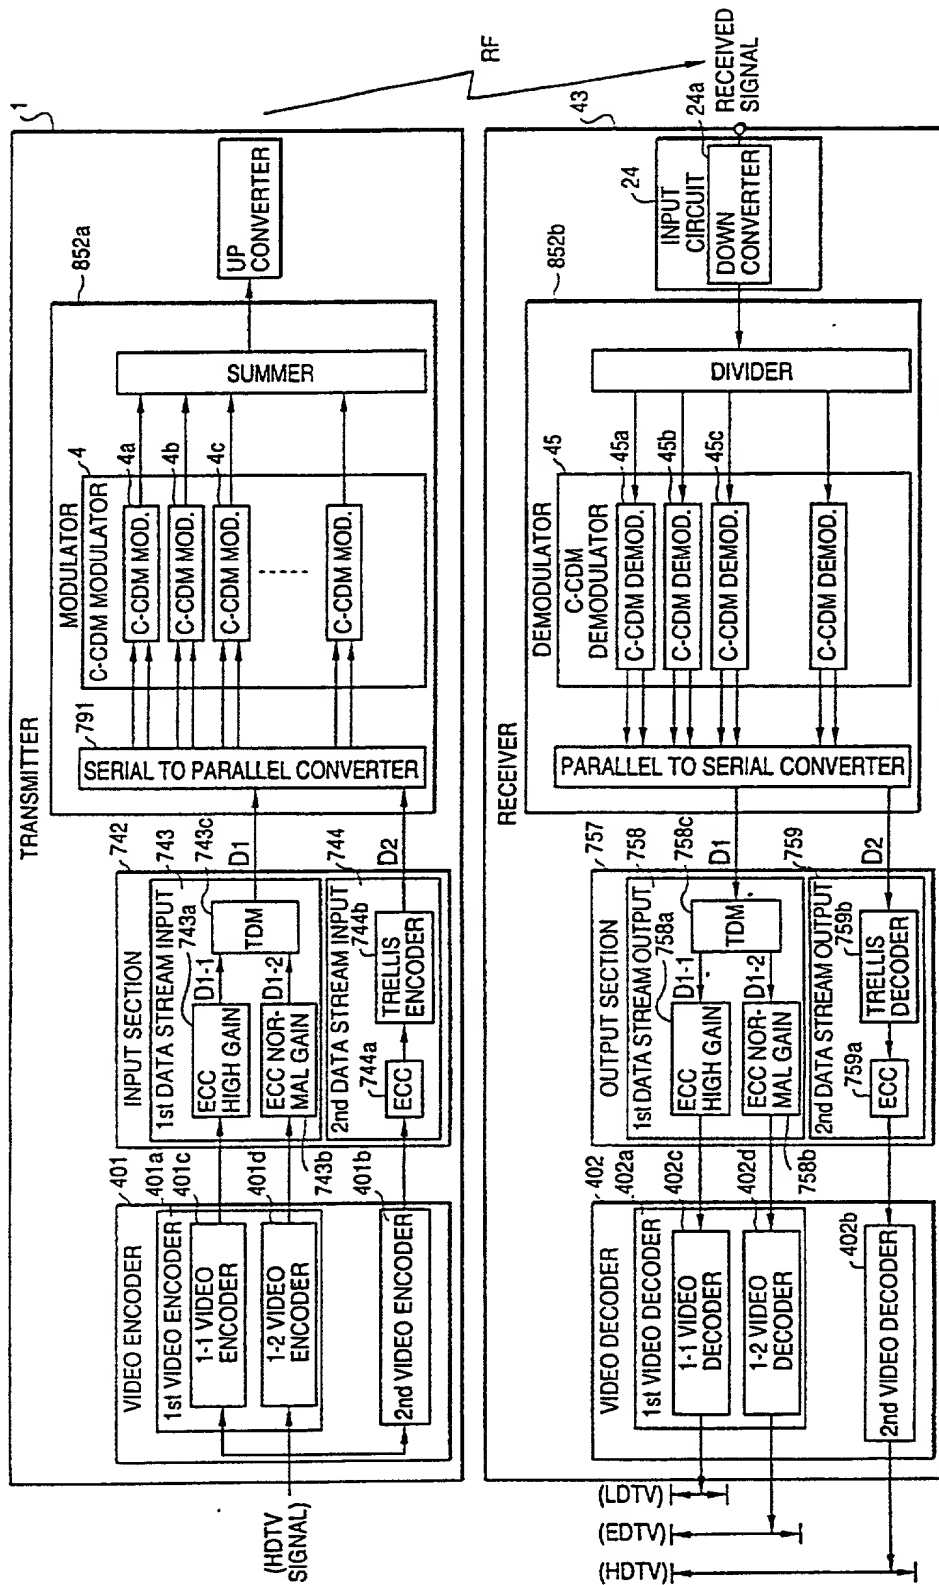 TRANSMITTER
1
(HDTV
SIGNAL)
VIDEO ENCODER
401
1st VIDEO ENCODER
401a
401c
1-1 VIDEO
ENCODER
401d
1-2 VIDEO
ENCODER
401b
2nd VIDEO ENCODER
INPUT SECTION
742
1st DATA STREAM INPUT
743
743a
ECC
HIGH GAIN
D1-1
743c
TDM
ECC NOR-
MAL GAIN
D1-2
743b
2nd DATA STREAM INPUT
744
744a
ECC
744b
TRELLIS
ENCODER
D1
D2
MODULATOR
852a
791
SERIAL TO PARALLEL CONVERTER
C-CDM MODULATOR
4
C-CDM MOD.
4a
C-CDM MOD.
4b
C-CDM MOD.
4c
C-CDM MOD.
SUMMER
UP
CONVERTER
RF
RECEIVER
43
RECEIVED
SIGNAL
24
INPUT
CIRCUIT
24a
DOWN
CONVERTER
DEMODULATOR
852b
DIVIDER
C-CDM
DEMODULATOR
45
C-CDM DEMOD.
45a
C-CDM DEMOD.
45b
C-CDM DEMOD.
45c
C-CDM DEMOD.
PARALLEL TO SERIAL CONVERTER
D1
D2
OUTPUT SECTION
757
1st DATA STREAM OUTPUT
758
758a
758c
TDM
D1-1
ECC
HIGH GAIN
D1-2
ECC NOR-
MAL GAIN
758b
2nd DATA STREAM OUTPUT
759
759b
TRELLIS
DECODER
759a
ECC
VIDEO DECODER
402
1st VIDEO DECODER
402a
402c
1-1 VIDEO
DECODER
402d
1-2 VIDEO
DECODER
402b
2nd VIDEO DECODER
(LDTV)
(EDTV)
(HDTV)